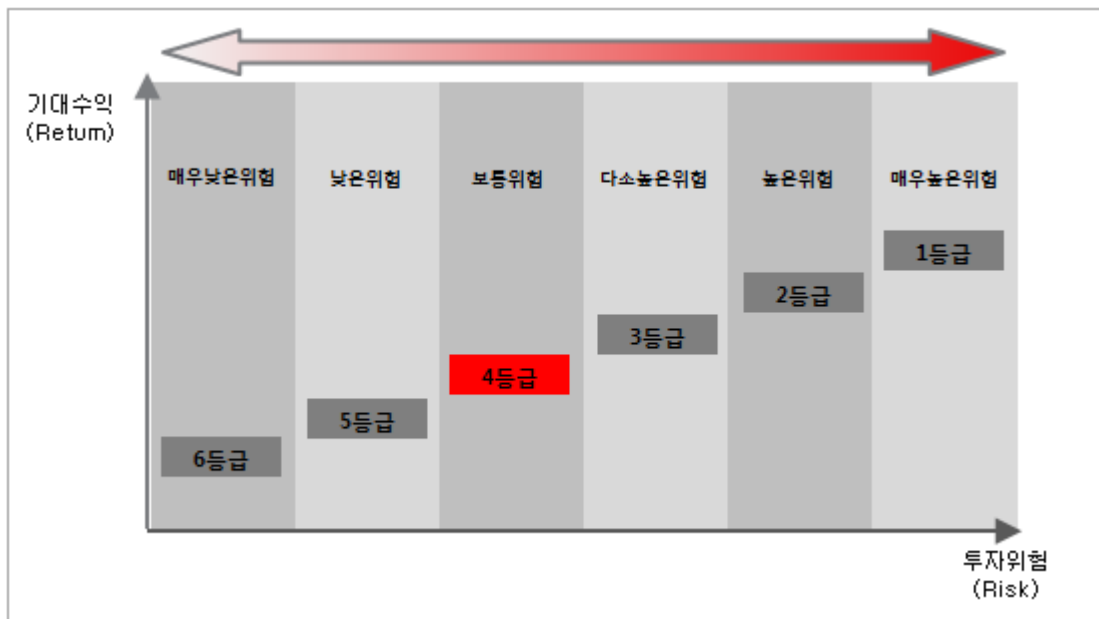 기대수익
(Retum)
매우낮은위험
낮은위험
보통위험
다소높은위험
높은위험
매우높은위험
1등급
2등급
3등급
4등급
5등급
6등급
투자위험
(Risk)